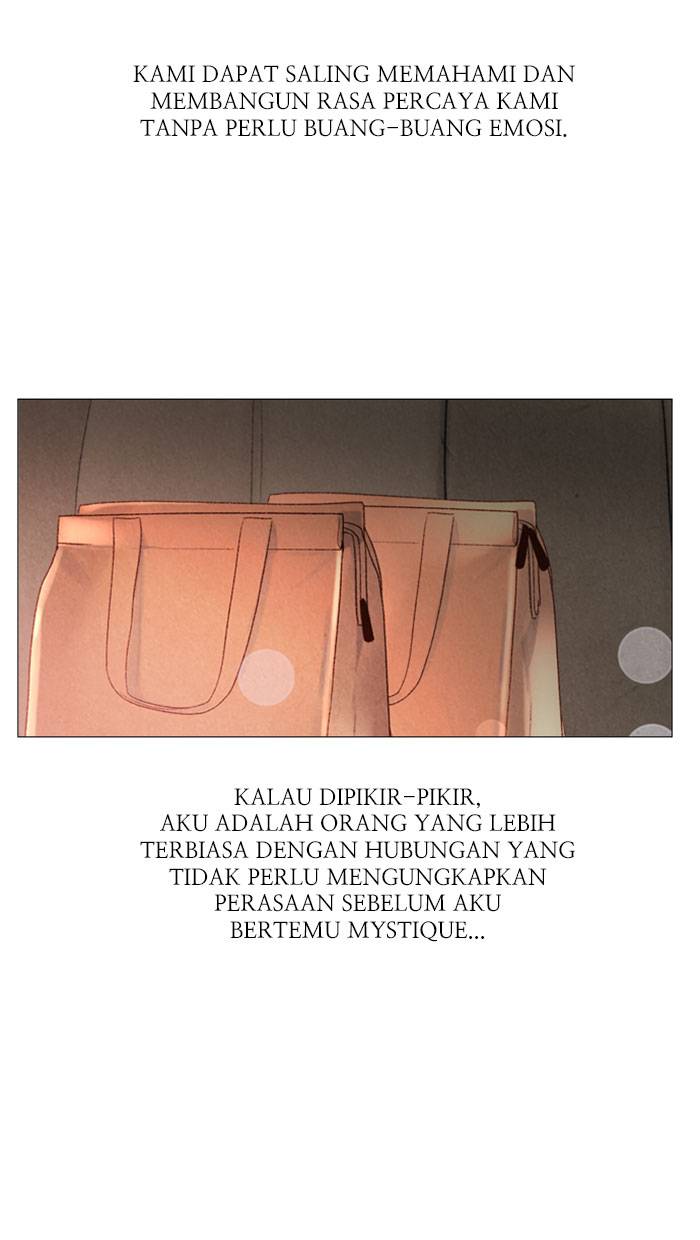 KAMI DAPAT SALING MEMAHAMI DAN
MEMBANGUN RASA PERCAYA KAMI
TANPA PERLU BUANG-BUANG EMOSI.
KALAU DIPIKIR-PIKIR,
AKU ADALAH ORANG YANG LEBIH
TERBIASA DENGAN HUBUNGAN YANG
TIDAK PERLU MENGUNGKAPKAN
PERASAAN SEBELUM AKU
BERTEMU MYSTIQUE...